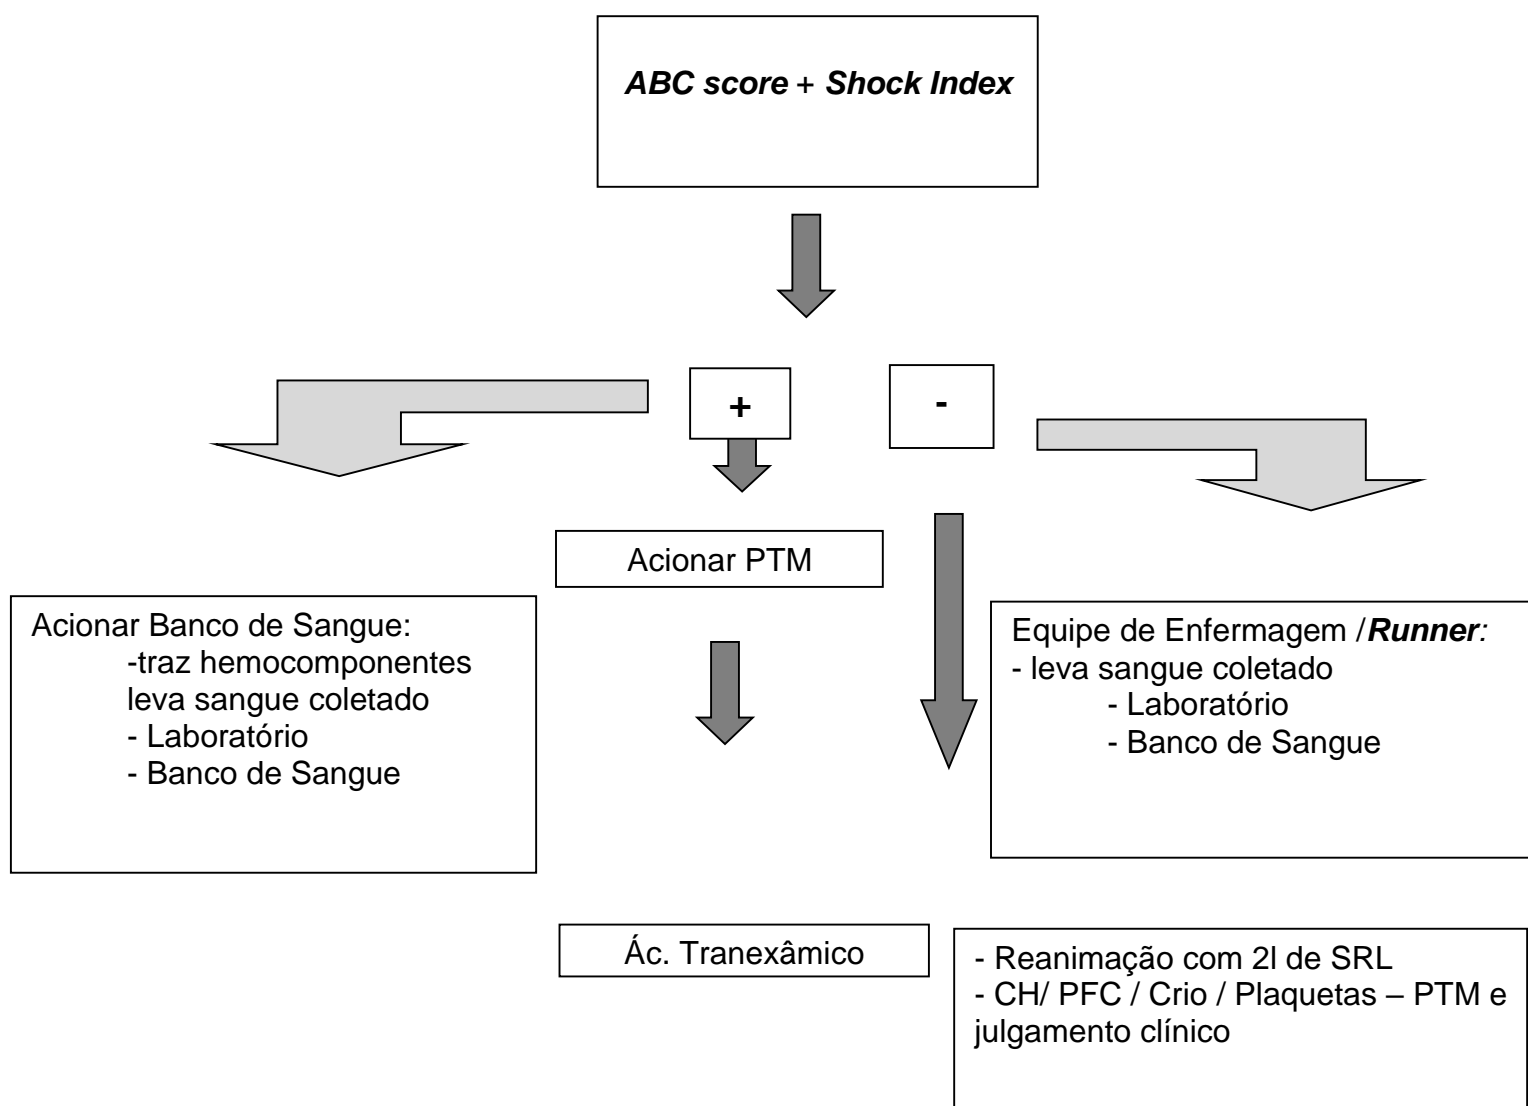 ABC score + Shock Index
+
-
Acionar PTM
Acionar Banco de Sangue:
-traz hemocomponentes
leva sangue coletado
- Laboratório
- Banco de Sangue
Equipe de Enfermagem /Runner:
- leva sangue coletado
- Laboratório
- Banco de Sangue
Ác. Tranexâmico
- Reanimação com 2l de SRL
- CH/ PFC / Crio / Plaquetas – PTM e
julgamento clínico